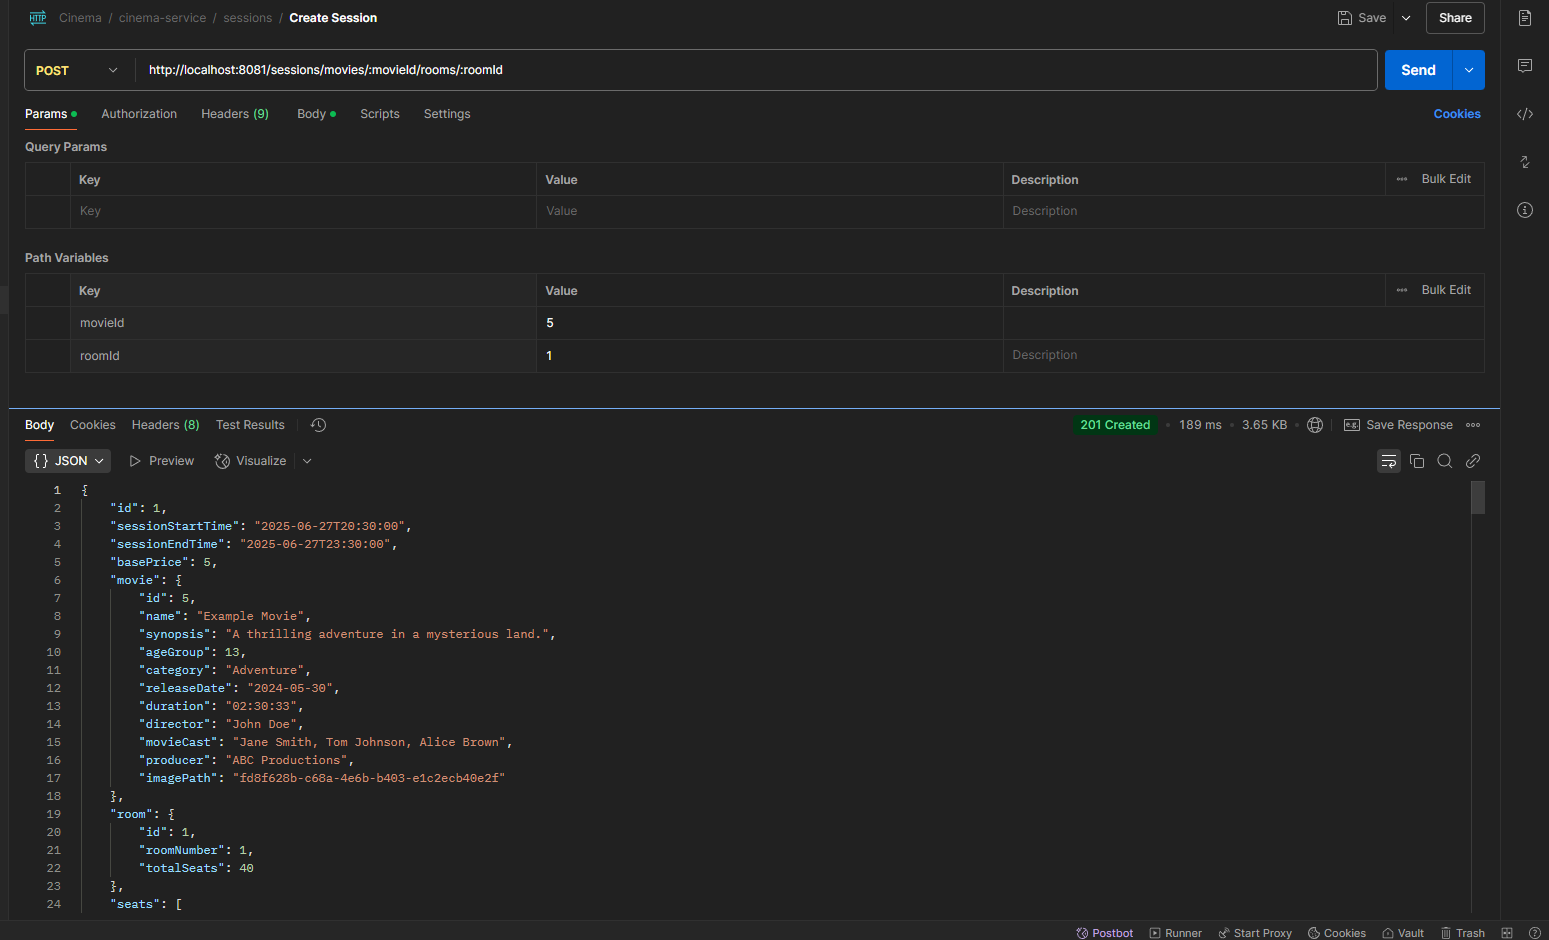 HTTP Cinema / cinema-service / sessions / Create Session Save Share
POST http://localhost:8081/sessions/movies/:movieId/rooms/:roomId Send
Params Authorization Headers (9) Body Scripts Settings Cookies
Query Params
Key Value Description Bulk Edit
Key Value Description
Path Variables
Key Value Description Bulk Edit
movieId 5
roomId 1 Description
Body Cookies Headers (8) Test Results 201 Created 189 ms 3.65 KB e.g. Save Response
{} JSON Preview Visualize
1 {
2 "id": 1,
3 "sessionStartTime": "2025-06-27T20:30:00",
4 "sessionEndTime": "2025-06-27T23:30:00",
5 "basePrice": 5,
6 "movie": {
7 "id": 5,
8 "name": "Example Movie",
9 "synopsis": "A thrilling adventure in a mysterious land.",
10 "ageGroup": 13,
11 "category": "Adventure",
12 "releaseDate": "2024-05-30",
13 "duration": "02:30:33",
14 "director": "John Doe",
15 "movieCast": "Jane Smith, Tom Johnson, Alice Brown",
16 "producer": "ABC Productions",
17 "imagePath": "fd8f628b-c68a-4e6b-b403-e1c2ecb40e2f"
18 },
19 "room": {
20 "id": 1,
21 "roomNumber": 1,
22 "totalSeats": 40
23 },
24 "seats": [
Postbot Runner Start Proxy Cookies Vault Trash